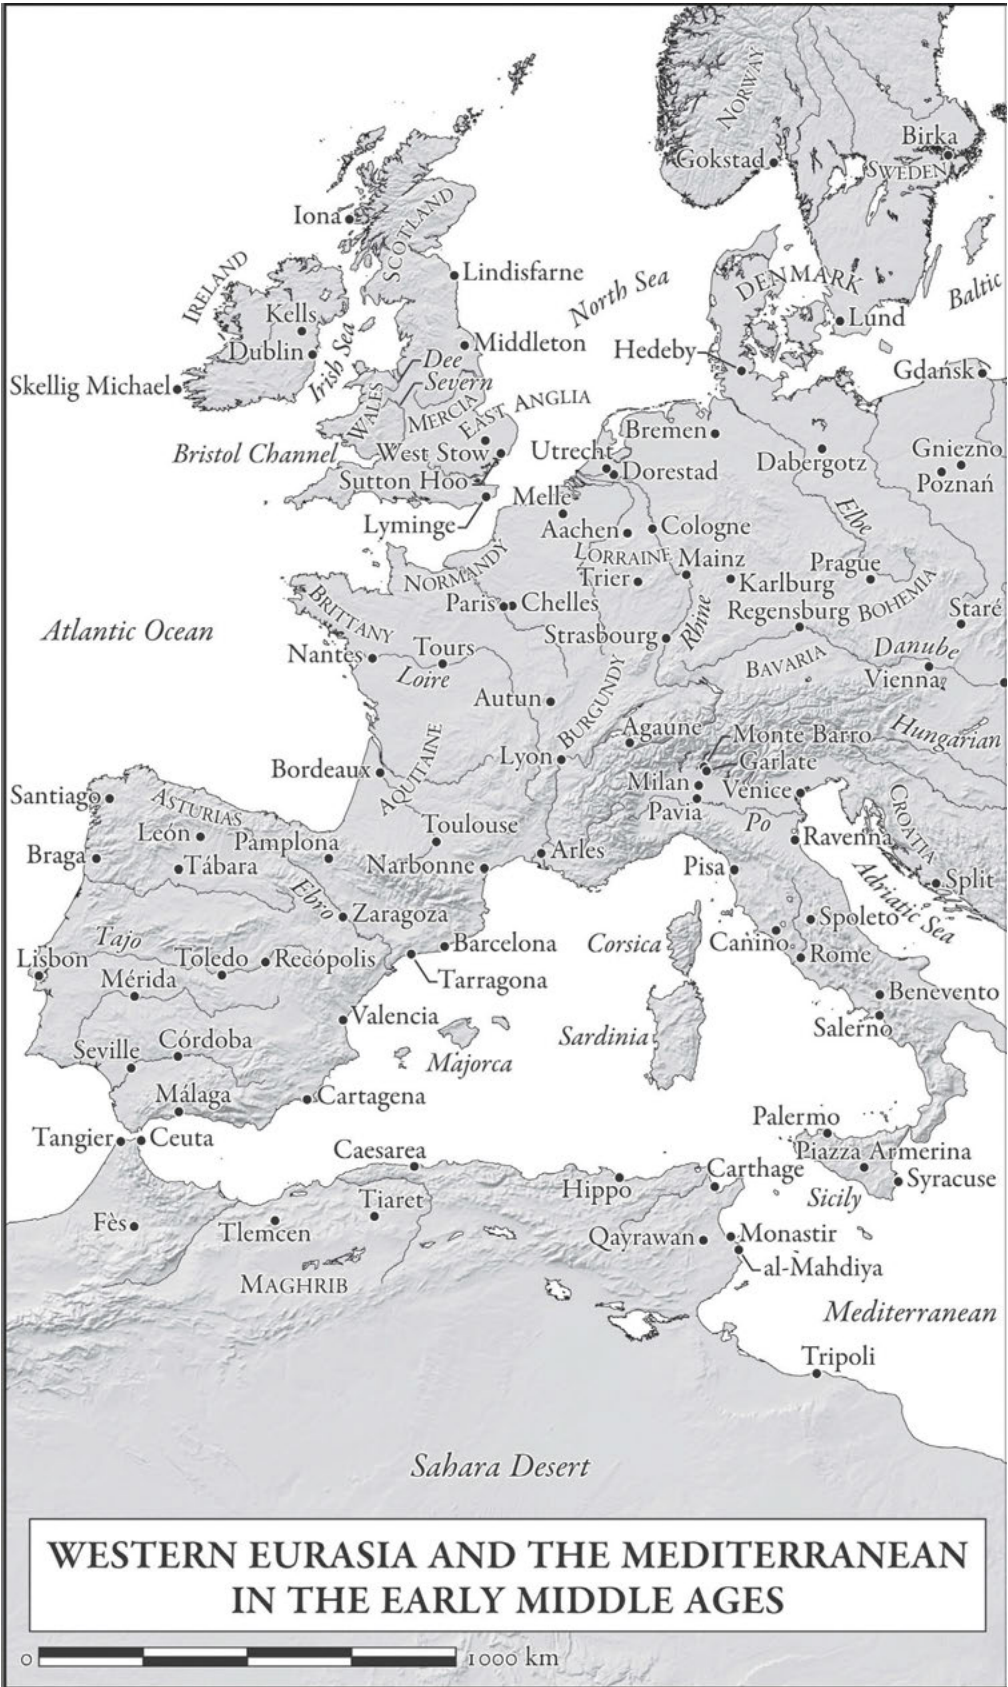 NORWAY
Birka
Gokstad
SWEDEN
Iona
SCOTLAND
Lindisfarne
North Sea
DENMARK
Baltic
IRELAND
Kells
Lund
Dublin
Irish Sea
Middleton
Hedeby
Dee
Gdańsk
Skellig Michael
Severn
WALES
MERCIA
EAST ANGLIA
Bremen
Bristol Channel
West Stow
Utrecht
Dabergotz
Gniezno
Sutton Hoo
Dorestad
Poznań
Melle
Elbe
Lyminge
Aachen
Cologne
LORRAINE
Mainz
Prague
NORMANDY
Trier
Karlburg
BOHEMIA
Paris
Chelles
Regensburg
Staré
BRITTANY
Atlantic Ocean
Strasbourg
Rhine
Nantes
Tours
Danube
Loire
BAVARIA
Vienna
Autun
BURGUNDY
Agaune
Monte Barro
Hungarian
Lyon
Garlate
Bordeaux
AQUITAINE
Milan
Venice
Santiago
ASTURIAS
Pavia
CROATIA
León
Pamplona
Toulouse
Po
Ravenna
Braga
Tábara
Narbonne
Arles
Pisa
Adriatic Sea
Split
Ebro
Zaragoza
Spoleto
Tajo
Barcelona
Corsica
Canino
Lisbon
Toledo
Recópolis
Rome
Mérida
Tarragona
Benevento
Valencia
Salerno
Seville
Córdoba
Majorca
Sardinia
Málaga
Cartagena
Palermo
Tangier
Ceuta
Caesarea
Piazza Armerina
Carthage
Syracuse
Tiaret
Hippo
Sicily
Fès
Tlemcen
Qayrawan
Monastir
al-Mahdiya
MAGHRIB
Mediterranean
Tripoli
Sahara Desert
WESTERN EURASIA AND THE MEDITERRANEAN
IN THE EARLY MIDDLE AGES
0
1000 km